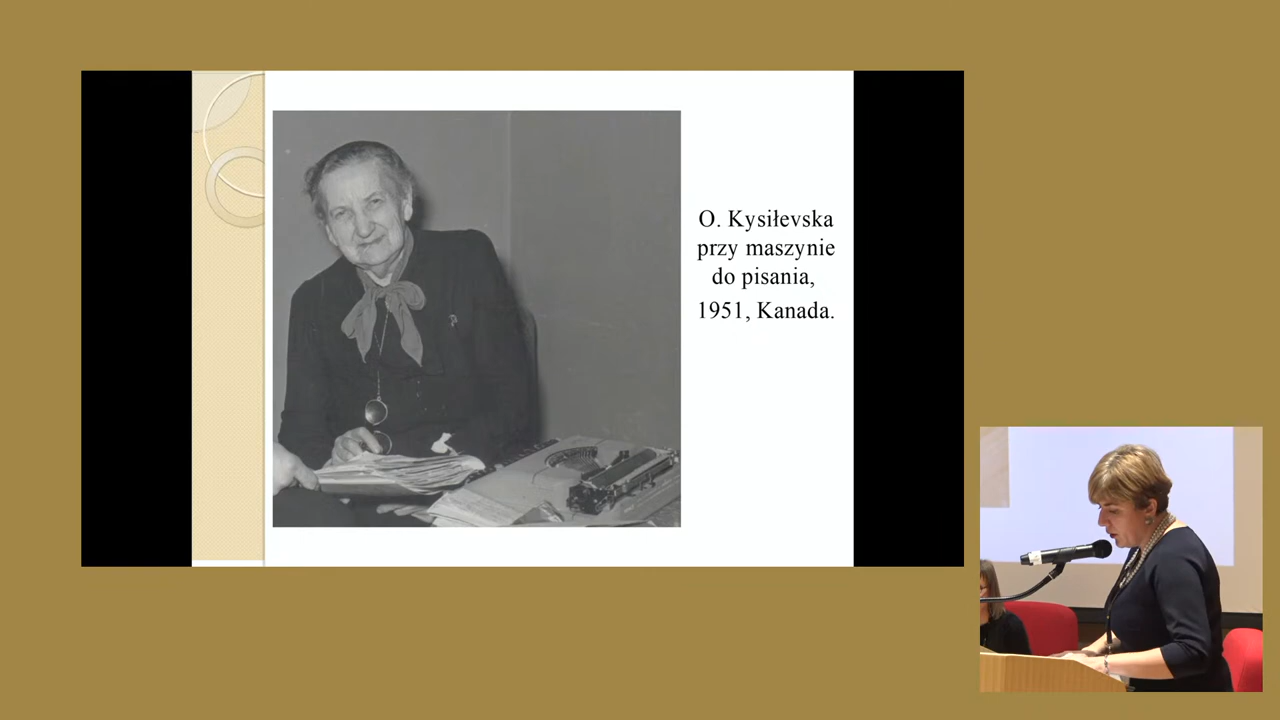 O. Kysiłevska
przy maszynie
do pisania,
1951, Kanada.